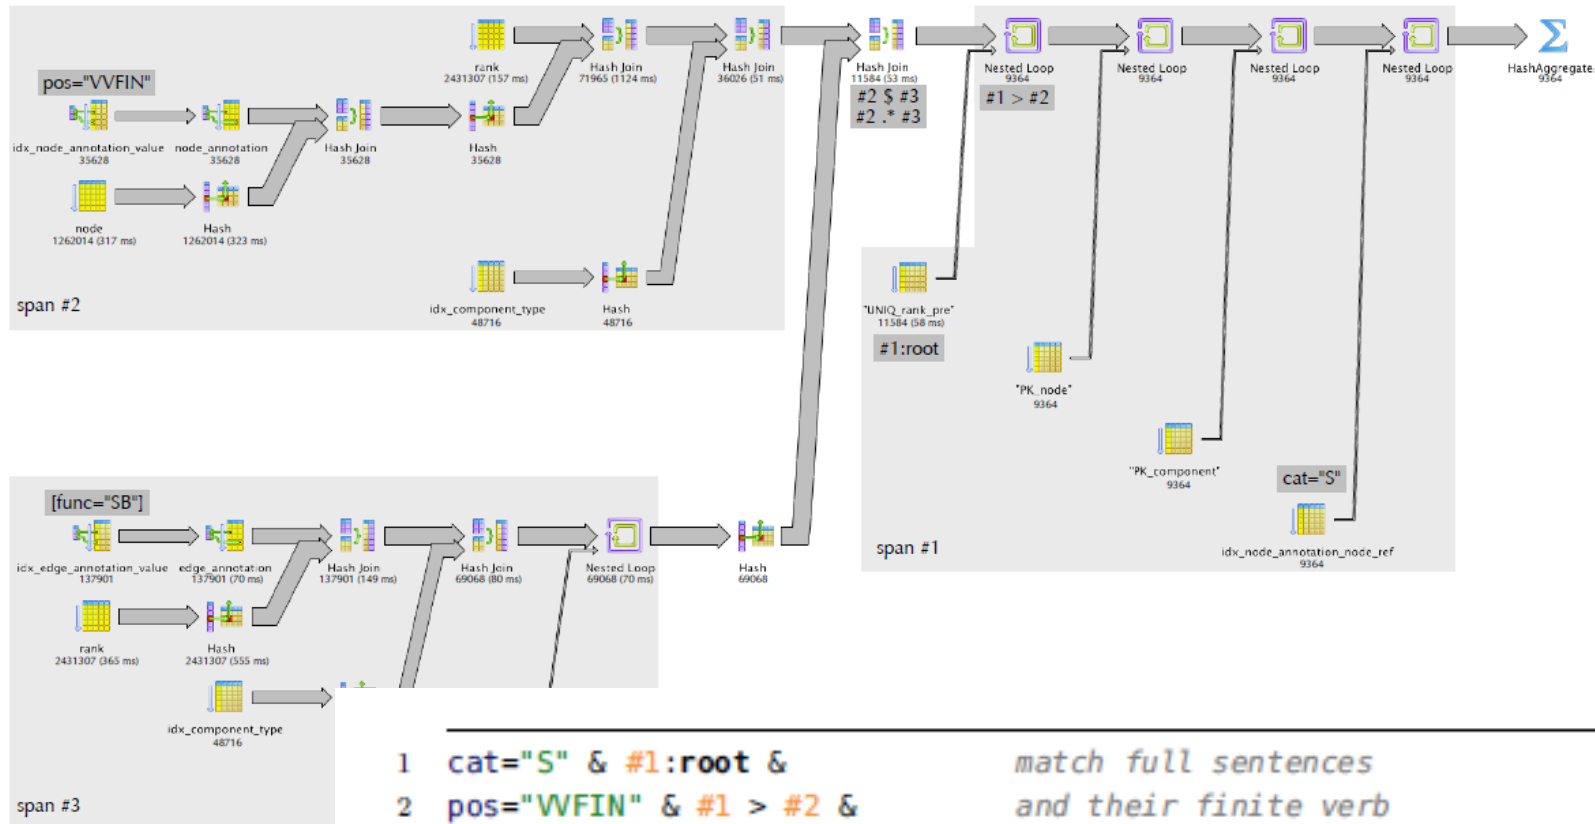 rank
2431307 (157 ms)
Hash Join
71965 (1124 ms)
Hash Join
36026 (51 ms)
Hash Join
11584 (53 ms)
#2 $ #3
#2 .* #3
Nested Loop
9364
#1 > #2
Nested Loop
9364
Nested Loop
9364
Nested Loop
9364
HashAggregate
9364
pos="VVFIN"
idx_node_annotation_value
35628
node_annotation
35628
Hash Join
35628
Hash
35628
node
1262014 (317 ms)
Hash
1262014 (323 ms)
idx_component_type
48716
Hash
48716
span #2
"UNIQ_rank_pre"
11584 (58 ms)
#1:root
"PK_node"
9364
"PK_component"
9364
cat="S"
idx_node_annotation_node_ref
9364
span #1
[func="SB"]
idx_edge_annotation_value
137901
edge_annotation
137901 (70 ms)
Hash Join
137901 (149 ms)
Hash Join
69068 (80 ms)
Nested Loop
69068 (70 ms)
Hash
69068
rank
2431307 (365 ms)
Hash
2431307 (555 ms)
idx_component_type
48716
span #3
1 cat="S" & #1:root & match full sentences
2 pos="VVFIN" & #1 > #2 & and their finite verb